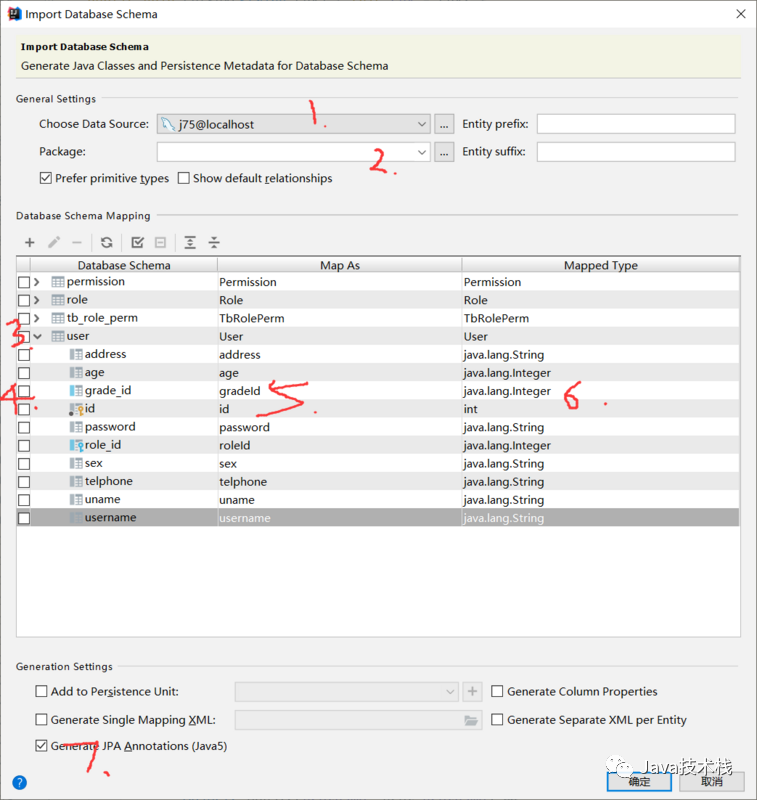 Import Database Schema
Import Database Schema
Generate Java Classes and Persistence Metadata for Database Schema
General Settings
Choose Data Source: j75@localhost ... Entity prefix:
1.
Package: ... Entity suffix:
2.
Prefer primitive types Show default relationships
Database Schema Mapping
Database Schema Map As Mapped Type
permission Permission Permission
role Role Role
tb_role_perm TbRolePerm TbRolePerm
3. user User User
address address java.lang.String
age age java.lang.Integer
4. grade_id gradeId 5. java.lang.Integer 6.
id id int
password password java.lang.String
role_id roleId java.lang.Integer
sex sex java.lang.String
telphone telphone java.lang.String
uname uname java.lang.String
username username java.lang.String
Generation Settings
Add to Persistence Unit: Generate Column Properties
Generate Single Mapping XML: Generate Separate XML per Entity
Generate JPA Annotations (Java5)
7.
Java技术栈
? 确定 取消